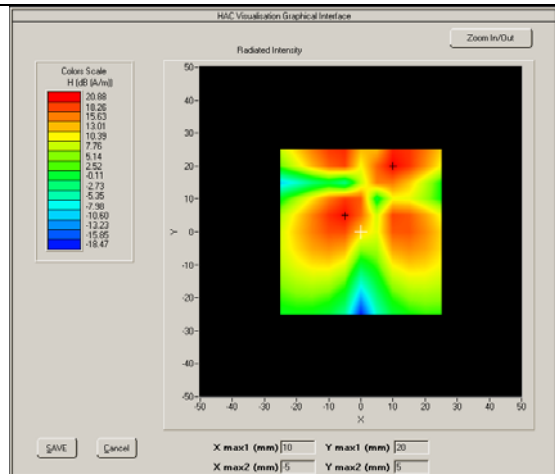 HAC Visualisation Graphical Interface
Zoom In/Out
Radiated Intensity
Colors Scale
H (dB (A/m))
20.88
18.26
15.63
13.01
10.39
7.76
5.14
2.52
-0.11
-2.73
-5.35
-7.98
-10.60
-13.23
-15.85
-18.47
50-
40-
30-
20-
10-
0-
-10-
-20-
-30-
-40-
-50-
Y
-50 -40 -30 -20 -10 0 10 20 30 40 50
X
SAVE
Cancel
X max1 (mm) 10 Y max1 (mm) 20
X max2 (mm) -5 Y max2 (mm) 5